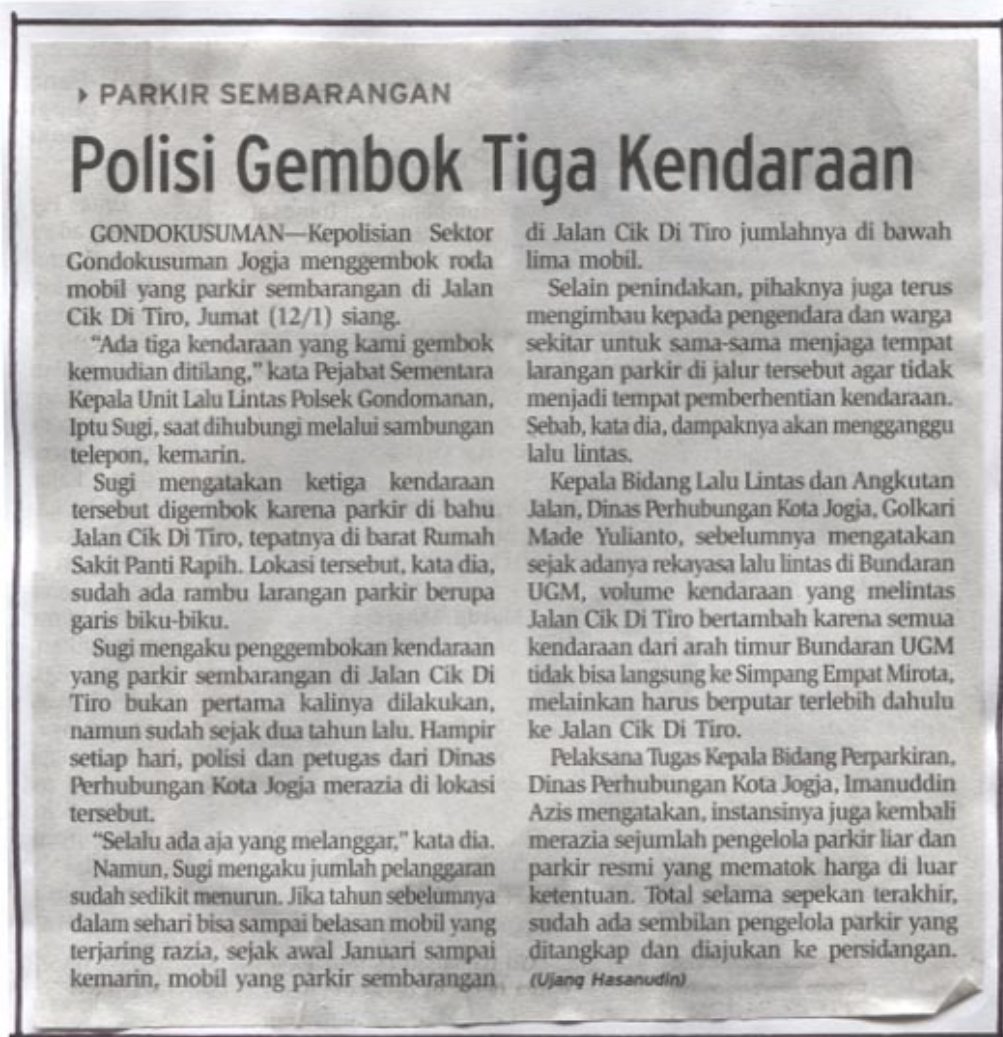 PARKIR SEMBARANGAN
Polisi Gembok Tiga Kendaraan
GONDOKUSUMAN—Kepolisian Sektor
Gondokusuman Jogja menggembok roda
mobil yang parkir sembarangan di Jalan
Cik Di Tiro, Jumat (12/1) siang.
“Ada tiga kendaraan yang kami gembok
kemudian ditilang,” kata Pejabat Sementara
Kepala Unit Lalu Lintas Polsek Gondomanan,
Iptu Sugi, saat dihubungi melalui sambungan
telepon, kemarin.
Sugi mengatakan ketiga kendaraan
tersebut digembok karena parkir di bahu
Jalan Cik Di Tiro, tepatnya di barat Rumah
Sakit Panti Rapih. Lokasi tersebut, kata dia,
sudah ada rambu larangan parkir berupa
garis biku-biku.
Sugi mengaku penggembokan kendaraan
yang parkir sembarangan di Jalan Cik Di
Tiro bukan pertama kalinya dilakukan,
namun sudah sejak dua tahun lalu. Hampir
setiap hari, polisi dan petugas dari Dinas
Perhubungan Kota Jogja merazia di lokasi
tersebut.
“Selalu ada aja yang melanggar,” kata dia.
Namun, Sugi mengaku jumlah pelanggaran
sudah sedikit menurun. Jika tahun sebelumnya
dalam sehari bisa sampai belasan mobil yang
terjaring razia, sejak awal Januari sampai
kemarin, mobil yang parkir sembarangan
di Jalan Cik Di Tiro jumlahnya di bawah
lima mobil.
Selain penindakan, pihaknya juga terus
mengimbau kepada pengendara dan warga
sekitar untuk sama-sama menjaga tempat
larangan parkir di jalur tersebut agar tidak
menjadi tempat pemberhentian kendaraan.
Sebab, kata dia, dampaknya akan mengganggu
lalu lintas.
Kepala Bidang Lalu Lintas dan Angkutan
Jalan, Dinas Perhubungan Kota Jogja, Golkari
Made Yulianto, sebelumnya mengatakan
sejak adanya rekayasa lalu lintas di Bundaran
UGM, volume kendaraan yang melintas
Jalan Cik Di Tiro bertambah karena semua
kendaraan dari arah timur Bundaran UGM
tidak bisa langsung ke Simpang Empat Mirota,
melainkan harus berputar terlebih dahulu
ke Jalan Cik Di Tiro.
Pelaksana Tugas Kepala Bidang Perparkiran,
Dinas Perhubungan Kota Jogja, Imanuddin
Azis mengatakan, instansinya juga kembali
merazia sejumlah pengelola parkir liar dan
parkir resmi yang mematok harga di luar
ketentuan. Total selama sepekan terakhir,
sudah ada sembilan pengelola parkir yang
ditangkap dan diajukan ke persidangan.
(Ujang Hasanudin)